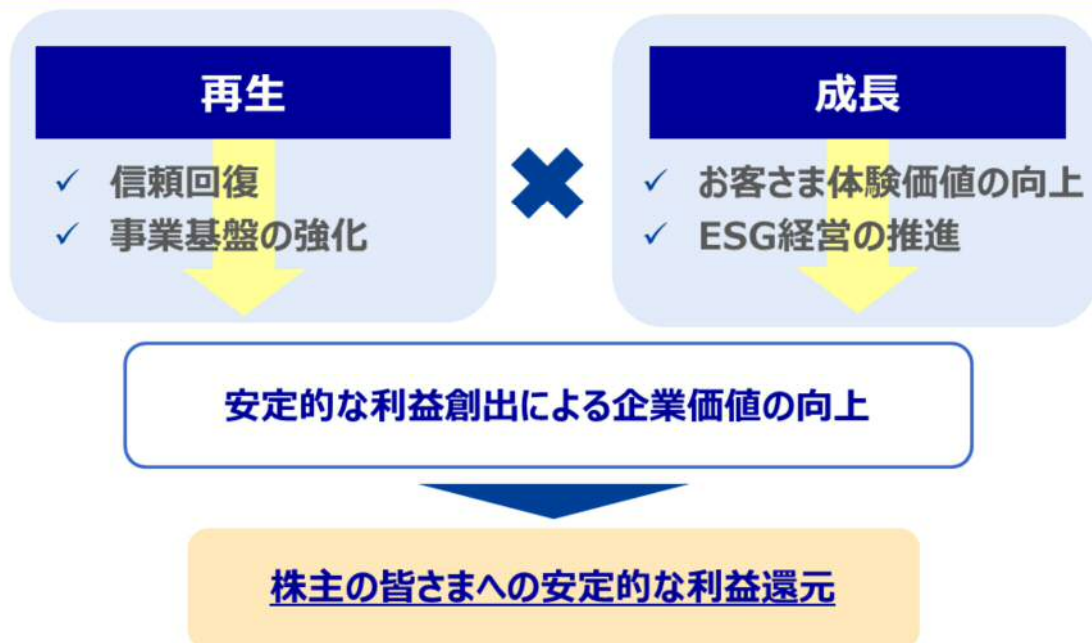 再生
✓ 信頼回復
✓ 事業基盤の強化
成長
✓ お客さま体験価値の向上
✓ ESG経営の推進
安定的な利益創出による企業価値の向上
株主の皆さまへの安定的な利益還元